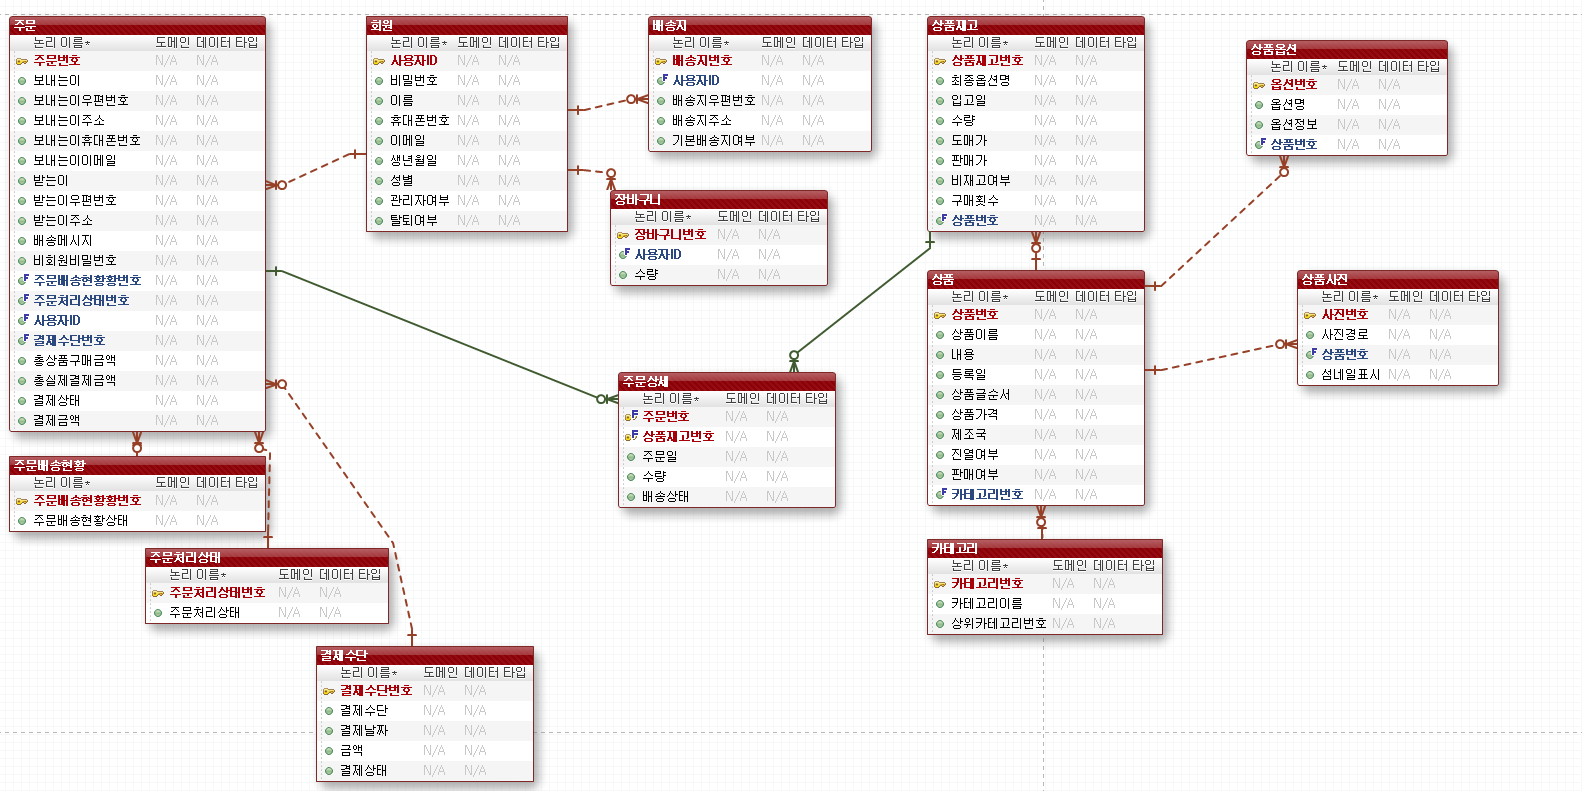 주문
논리 이름* 도메인 데이터 타입
주문번호 N/A N/A
보내는이 N/A N/A
보내는이우편번호 N/A N/A
보내는이주소 N/A N/A
보내는이휴대폰번호 N/A N/A
보내는이이메일 N/A N/A
받는이 N/A N/A
받는이우편번호 N/A N/A
받는이주소 N/A N/A
배송메시지 N/A N/A
비회원비밀번호 N/A N/A
주문배송현황황번호 N/A N/A
주문처리상태번호 N/A N/A
사용자ID N/A N/A
결제수단번호 N/A N/A
총상품구매금액 N/A N/A
총실제결제금액 N/A N/A
결제상태 N/A N/A
결제금액 N/A N/A
회원
논리 이름* 도메인 데이터 타입
사용자ID N/A N/A
비밀번호 N/A N/A
이름 N/A N/A
휴대폰번호 N/A N/A
이메일 N/A N/A
생년월일 N/A N/A
성별 N/A N/A
관리자여부 N/A N/A
탈퇴여부 N/A N/A
배송지
논리 이름* 도메인 데이터 타입
배송지번호 N/A N/A
사용자ID N/A N/A
배송지우편번호 N/A N/A
배송지주소 N/A N/A
기본배송지여부 N/A N/A
장바구니
논리 이름* 도메인 데이터 타입
장바구니번호 N/A N/A
사용자ID N/A N/A
수량 N/A N/A
상품재고
논리 이름* 도메인 데이터 타입
상품재고번호 N/A N/A
최종옵션명 N/A N/A
입고일 N/A N/A
수량 N/A N/A
도매가 N/A N/A
판매가 N/A N/A
비재고여부 N/A N/A
구매횟수 N/A N/A
상품번호 N/A N/A
상품옵션
논리 이름* 도메인 데이터 타입
옵션번호 N/A N/A
옵션명 N/A N/A
옵션정보 N/A N/A
상품번호 N/A N/A
상품
논리 이름* 도메인 데이터 타입
상품번호 N/A N/A
상품이름 N/A N/A
내용 N/A N/A
등록일 N/A N/A
상품글순서 N/A N/A
상품가격 N/A N/A
제조국 N/A N/A
진열여부 N/A N/A
판매여부 N/A N/A
카테고리번호 N/A N/A
상품사진
논리 이름* 도메인 데이터 타입
사진번호 N/A N/A
사진경로 N/A N/A
상품번호 N/A N/A
섬네일표시 N/A N/A
주문상세
논리 이름* 도메인 데이터 타입
주문번호 N/A N/A
상품재고번호 N/A N/A
주문일 N/A N/A
수량 N/A N/A
배송상태 N/A N/A
주문배송현황
논리 이름* 도메인 데이터 타입
주문배송현황황번호 N/A N/A
주문배송현황상태 N/A N/A
주문처리상태
논리 이름* 도메인 데이터 타입
주문처리상태번호 N/A N/A
주문처리상태 N/A N/A
카테고리
논리 이름* 도메인 데이터 타입
카테고리번호 N/A N/A
카테고리이름 N/A N/A
상위카테고리번호 N/A N/A
결제수단
논리 이름* 도메인 데이터 타입
결제수단번호 N/A N/A
결제수단 N/A N/A
결제날짜 N/A N/A
금액 N/A N/A
결제상태 N/A N/A